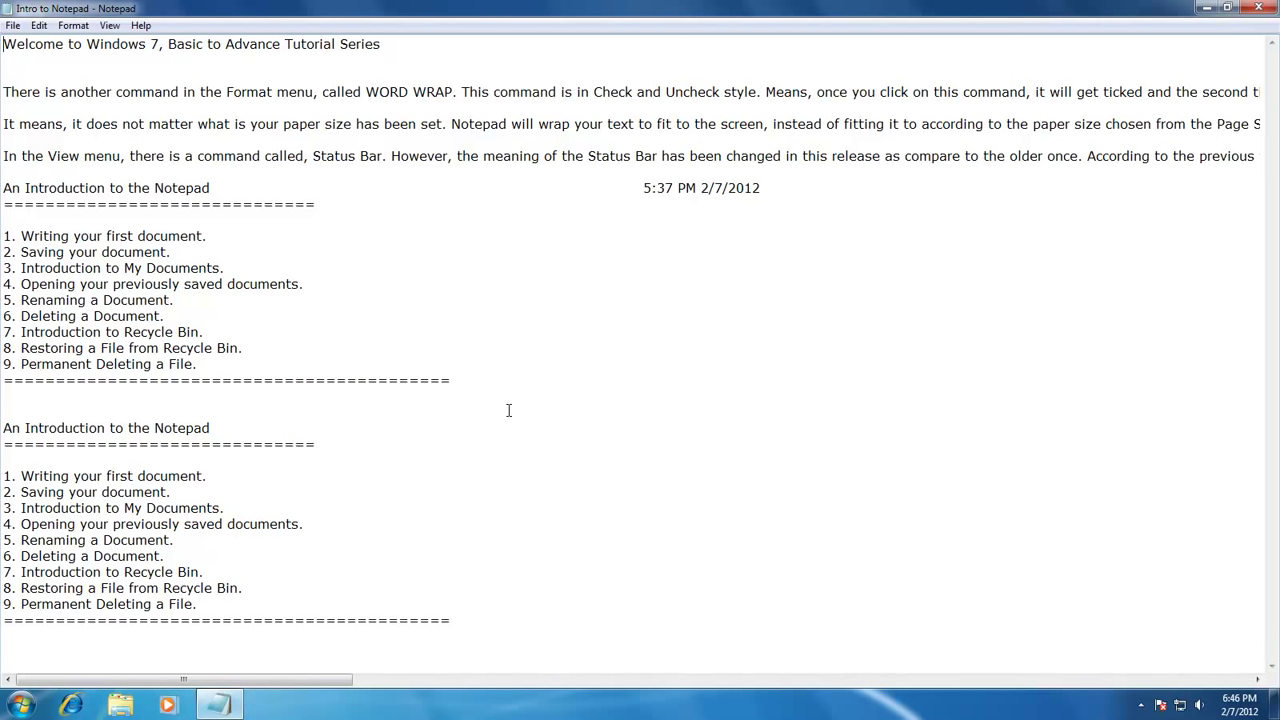 Intro to Notepad - Notepad
File Edit Format View Help
Welcome to Windows 7, Basic to Advance Tutorial Series
There is another command in the Format menu, called WORD WRAP. This command is in Check and Uncheck style. Means, once you click on this command, it will get ticked and the second t
It means, it does not matter what is your paper size has been set. Notepad will wrap your text to fit to the screen, instead of fitting it to according to the paper size chosen from the Page S
In the View menu, there is a command called, Status Bar. However, the meaning of the Status Bar has been changed in this release as compare to the older once. According to the previous
An Introduction to the Notepad 5:37 PM 2/7/2012
==============================
1. Writing your first document.
2. Saving your document.
3. Introduction to My Documents.
4. Opening your previously saved documents.
5. Renaming a Document.
6. Deleting a Document.
7. Introduction to Recycle Bin.
8. Restoring a File from Recycle Bin.
9. Permanent Deleting a File.
===========================================
An Introduction to the Notepad
==============================
1. Writing your first document.
2. Saving your document.
3. Introduction to My Documents.
4. Opening your previously saved documents.
5. Renaming a Document.
6. Deleting a Document.
7. Introduction to Recycle Bin.
8. Restoring a File from Recycle Bin.
9. Permanent Deleting a File.
===========================================
6:46 PM
2/7/2012